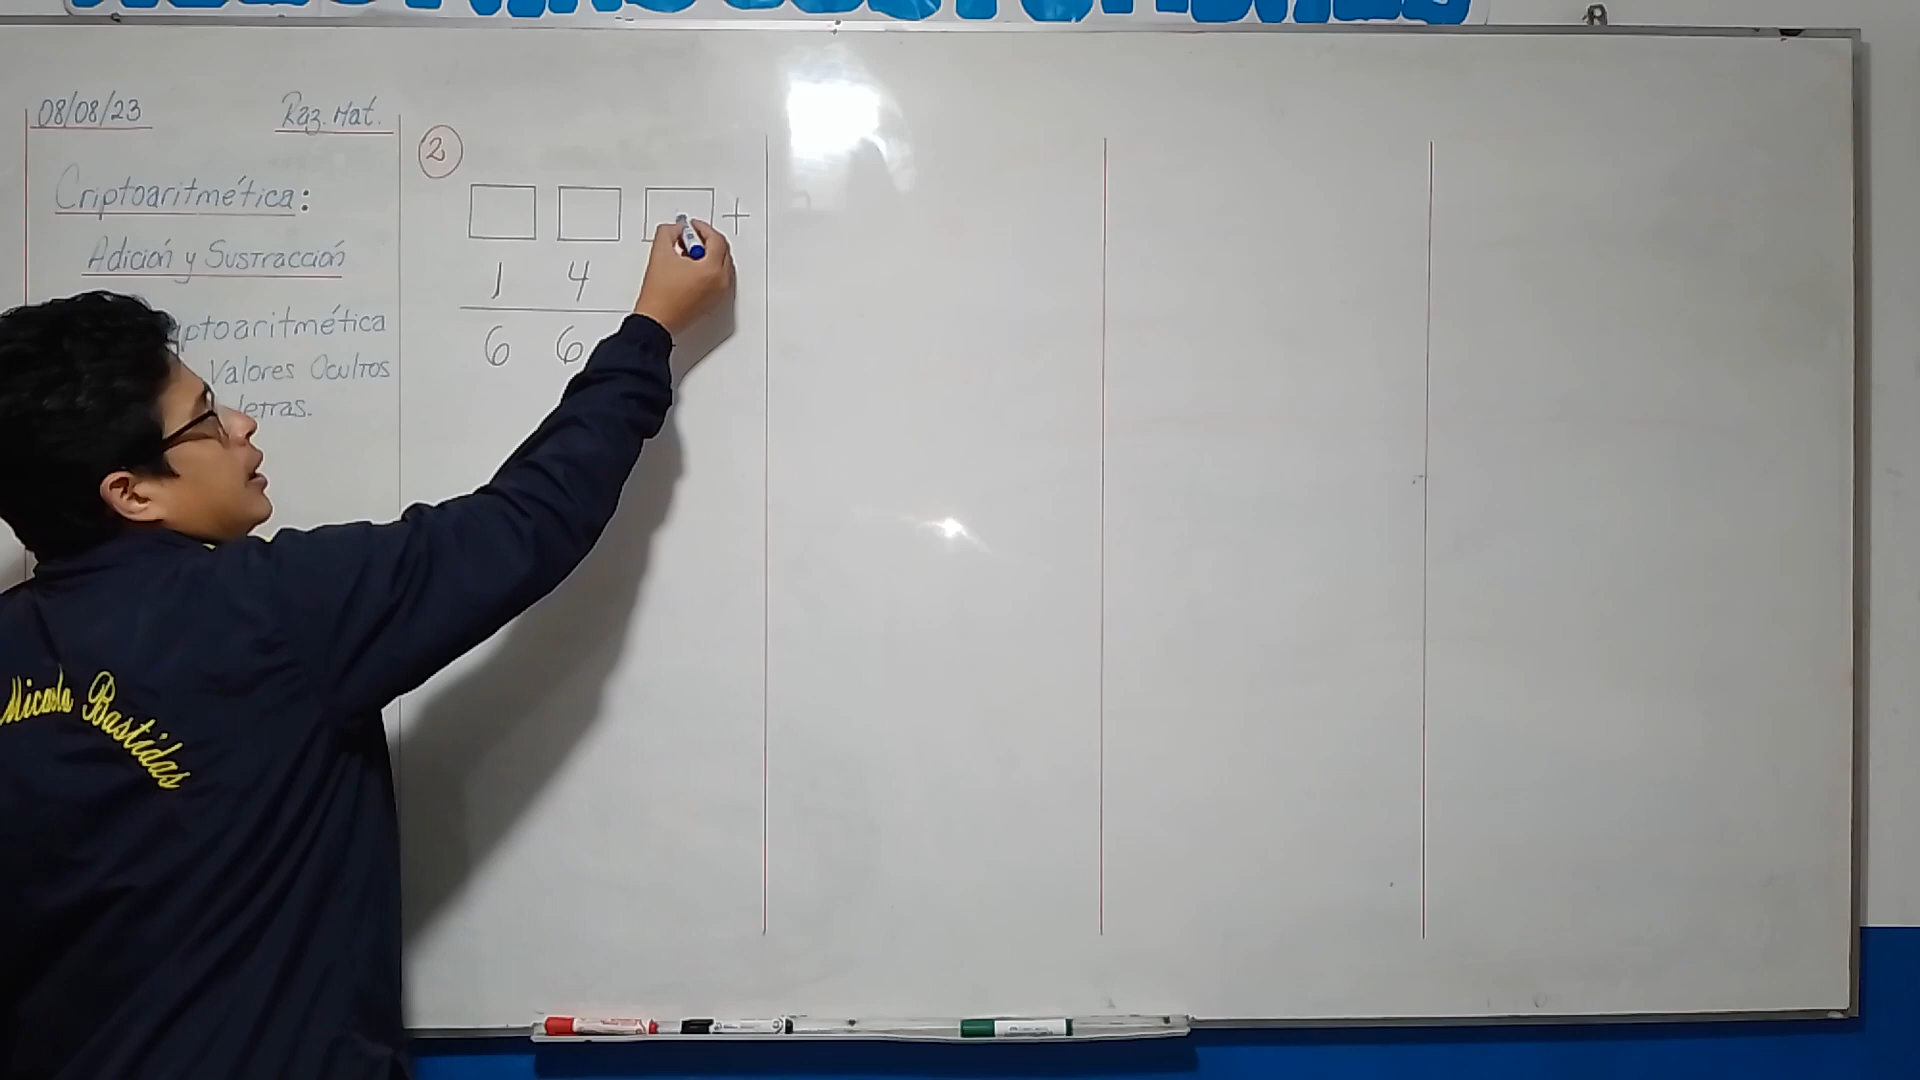 08/08/23
Raz. Mat.
Criptoaritmética:
Adición y Sustracción
ptoaritmética
Valores Ocultos
letras.
2
+
1 4
6 6
Micaela Bastidas